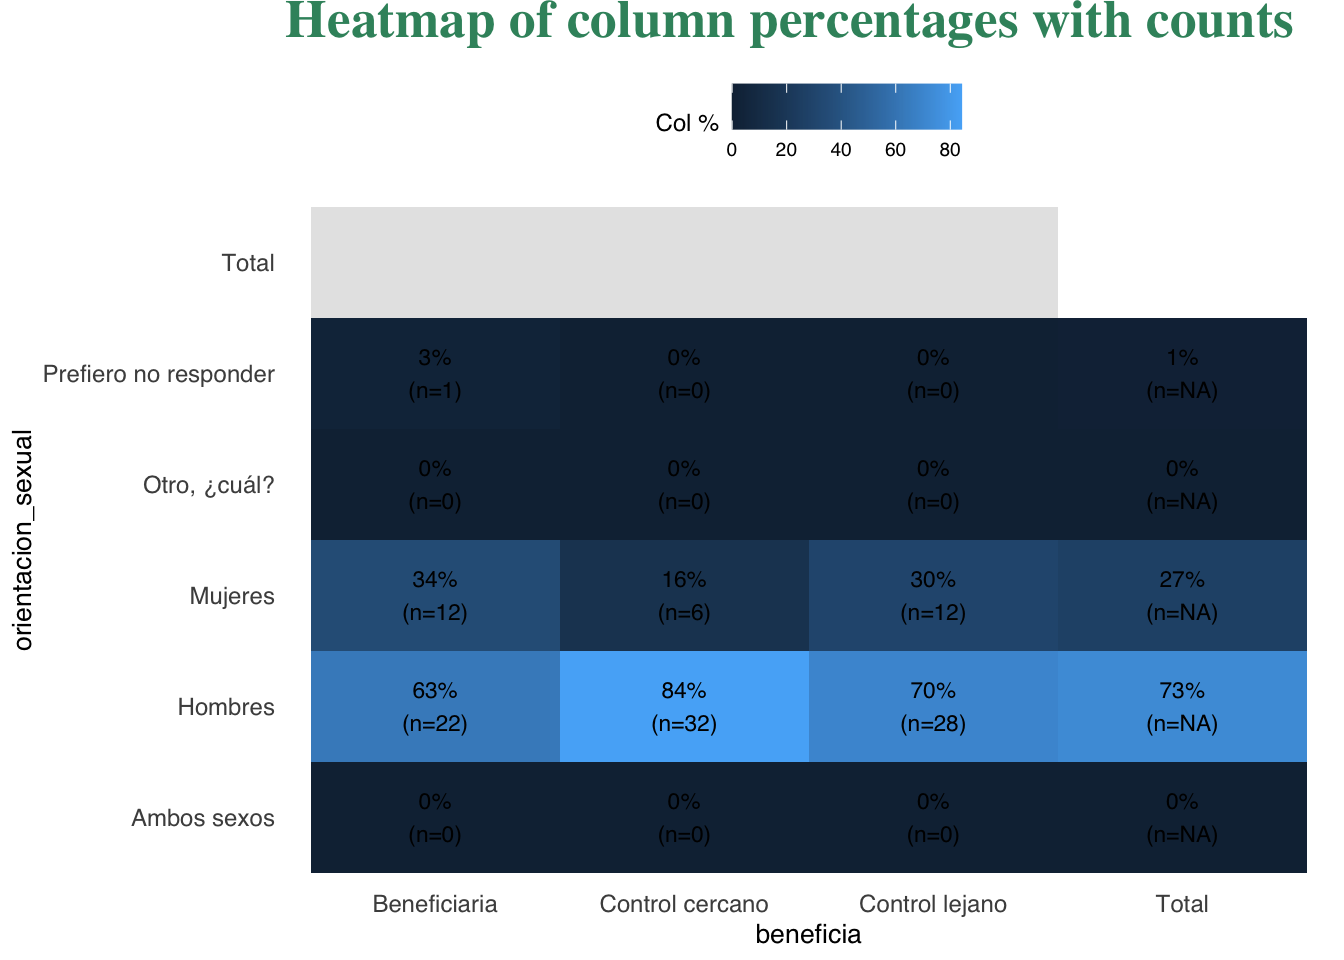 Heatmap of column percentages with counts
Col %
0 20 40 60 80
Total
Prefiero no responder
3% 0% 0% 1%
(n=1) (n=0) (n=0) (n=NA)
Otro, ¿cuál?
0% 0% 0% 0%
(n=0) (n=0) (n=0) (n=NA)
Mujeres
34% 16% 30% 27%
(n=12) (n=6) (n=12) (n=NA)
Hombres
63% 84% 70% 73%
(n=22) (n=32) (n=28) (n=NA)
Ambos sexos
0% 0% 0% 0%
(n=0) (n=0) (n=0) (n=NA)
orientacion_sexual
Beneficiaria Control cercano Control lejano Total
beneficia